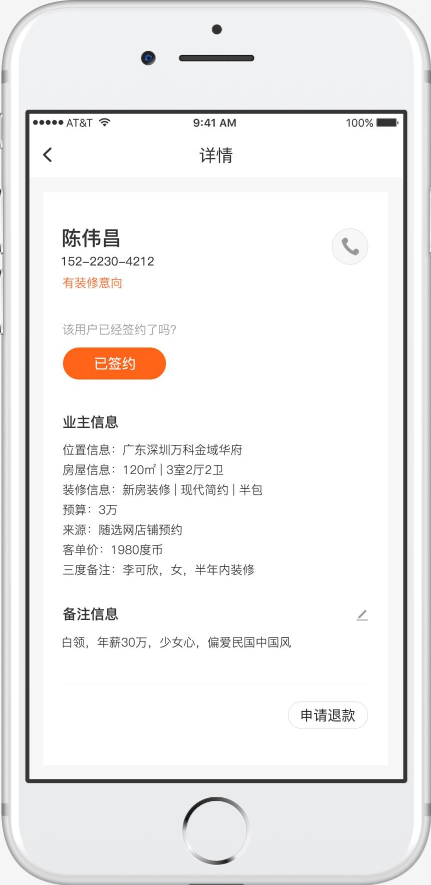 ●●●●● AT&T
9:41 AM
100%
详情
陈伟昌
152-2230-4212
有装修意向
该用户已经签约了吗?
已签约
业主信息
位置信息：广东深圳万科金域华府
房屋信息：120㎡ | 3室2厅2卫
装修信息：新房装修 | 现代简约 | 半包
预算：3万
来源：随选网店铺预约
客单价：1980度币
三度备注：李可欣，女，半年内装修
备注信息
白领，年薪30万，少女心，偏爱民国中国风
申请退款